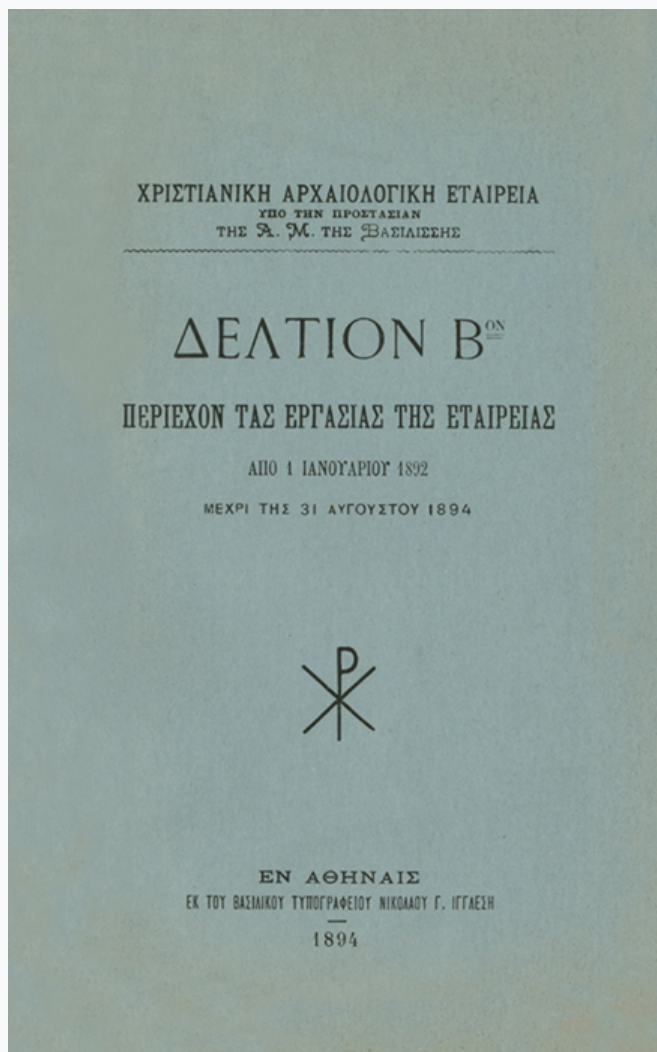 ΧΡΙΣΤΙΑΝΙΚΗ ΑΡΧΑΙΟΛΟΓΙΚΗ ΕΤΑΙΡΕΙΑ
ΥΠΟ ΤΗΝ ΠΡΟΣΤΑΣΙΑΝ
ΤΗΣ Α. Μ. ΤΗΣ ΒΑΣΙΛΙΣΣΗΣ
ΔΕΛΤΙΟΝ Β ΟΝ
ΠΕΡΙΕΧΟΝ ΤΑΣ ΕΡΓΑΣΙΑΣ ΤΗΣ ΕΤΑΙΡΕΙΑΣ
ΑΠΟ 1 ΙΑΝΟΥΑΡΙΟΥ 1892
ΜΕΧΡΙ ΤΗΣ 31 ΑΥΓΟΥΣΤΟΥ 1894
ΕΝ ΑΘΗΝΑΙΣ
ΕΚ ΤΟΥ ΒΑΣΙΛΙΚΟΥ ΤΥΠΟΓΡΑΦΕΙΟΥ ΝΙΚΟΛΑΟΥ Γ. ΙΓΓΛΕΣΗ
1894